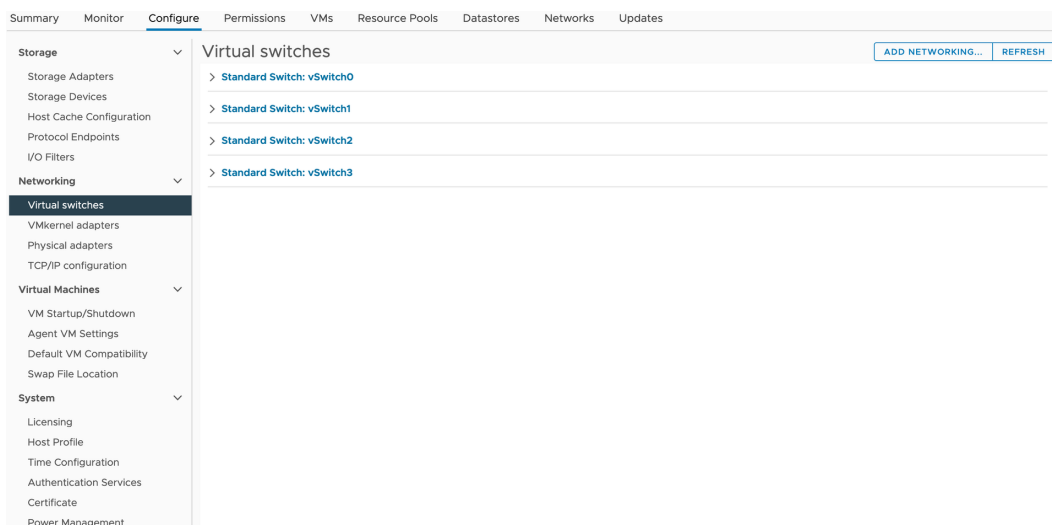 Summary Monitor Configure Permissions VMs Resource Pools Datastores Networks Updates
Storage
Storage Adapters
Storage Devices
Host Cache Configuration
Protocol Endpoints
I/O Filters
Networking
Virtual switches
VMkernel adapters
Physical adapters
TCP/IP configuration
Virtual Machines
VM Startup/Shutdown
Agent VM Settings
Default VM Compatibility
Swap File Location
System
Licensing
Host Profile
Time Configuration
Authentication Services
Certificate
Power Management
Virtual switches
ADD NETWORKING... REFRESH
Standard Switch: vSwitch0
Standard Switch: vSwitch1
Standard Switch: vSwitch2
Standard Switch: vSwitch3